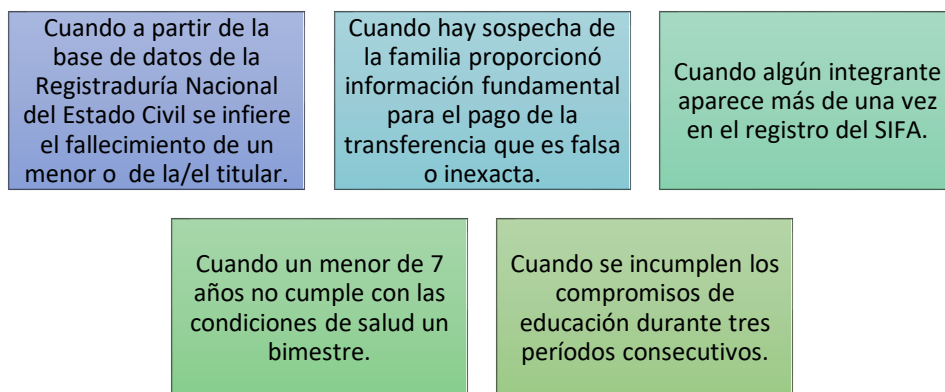 Cuando a partir de la
base de datos de la
Registraduría Nacional
del Estado Civil se infiere
el fallecimiento de un
menor o de la/el titular.
Cuando hay sospecha de
la familia proporcionó
información fundamental
para el pago de la
transferencia que es falsa
o inexacta.
Cuando algún integrante
aparece más de una vez
en el registro del SIFA.
Cuando un menor de 7
años no cumple con las
condiciones de salud un
bimestre.
Cuando se incumplen los
compromisos de
educación durante tres
períodos consecutivos.